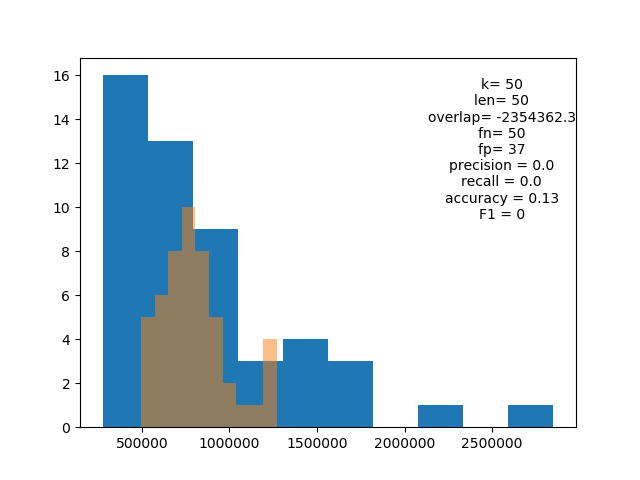 16
14
12
10
8
6
4
2
0
500000 1000000 1500000 2000000 2500000
k= 50
len= 50
overlap= -2354362.3
fn= 50
fp= 37
precision = 0.0
recall = 0.0
accuracy = 0.13
F1 = 0